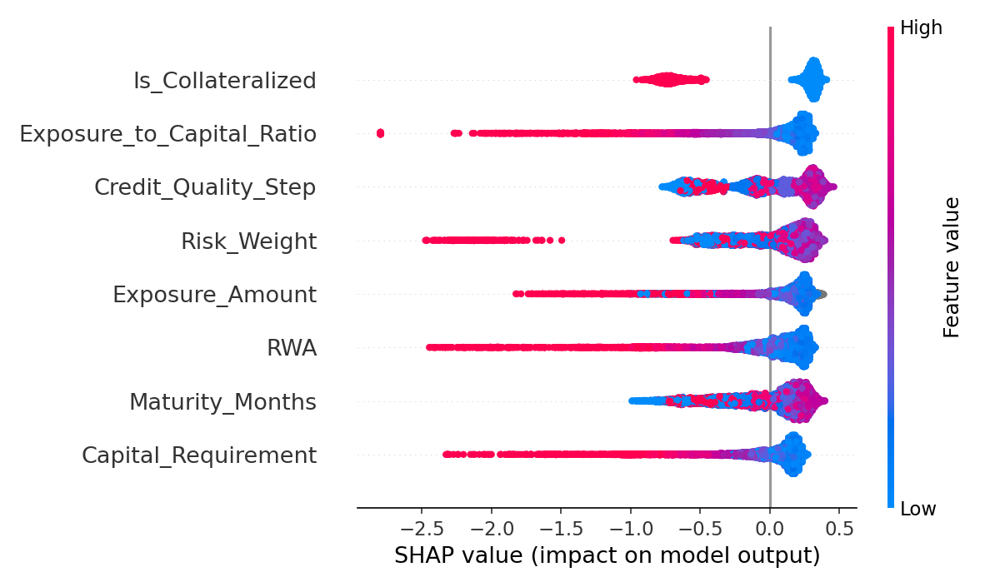 High
Is_Collateralized
Exposure_to_Capital_Ratio
Credit_Quality_Step
Risk_Weight
Exposure_Amount
RWA
Maturity_Months
Capital_Requirement
Feature value
Low
−2.5 −2.0 −1.5 −1.0 −0.5 0.0 0.5
SHAP value (impact on model output)